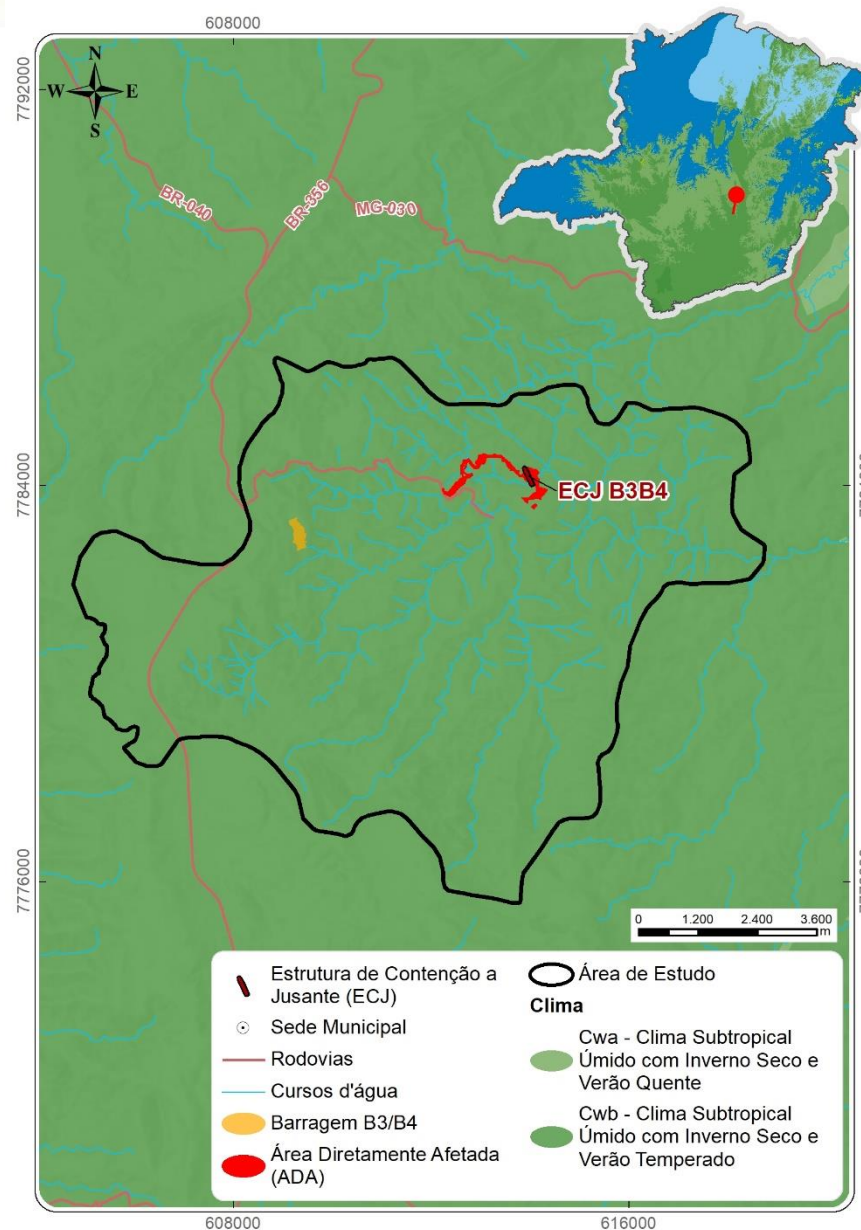 608000
7792000
N
W
E
S
BR-040
BR-356
MG-030
7784000
ECJ B3B4
7776000
0 1.200 2.400 3.600
m
Estrutura de Contenção a
Jusante (ECJ)
Sede Municipal
Rodovias
Cursos d'água
Barragem B3/B4
Área Diretamente Afetada
(ADA)
Área de Estudo
Clima
Cwa - Clima Subtropical
Úmido com Inverno Seco e
Verão Quente
Cwb - Clima Subtropical
Úmido com Inverno Seco e
Verão Temperado
608000
616000